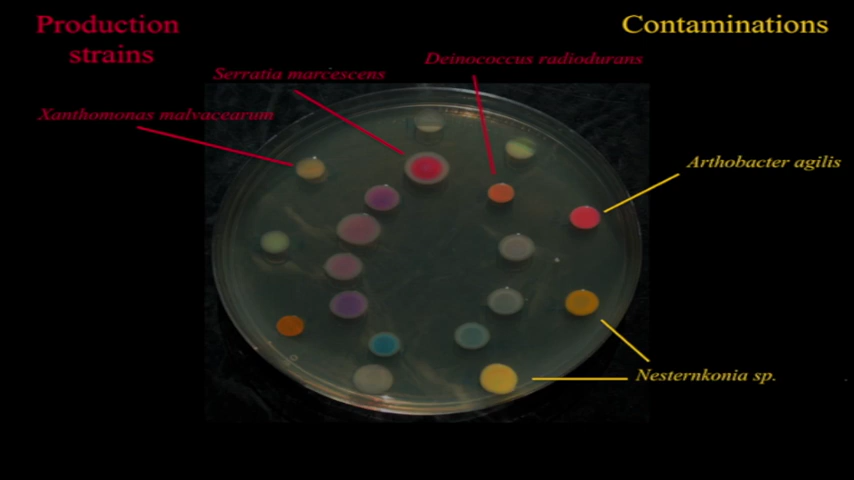 Production
strains
Contaminations
Deinococcus radiodurans
Serratia marcescens
Xanthomonas malvacearum
Arthobacter agilis
Nesternkonia sp.